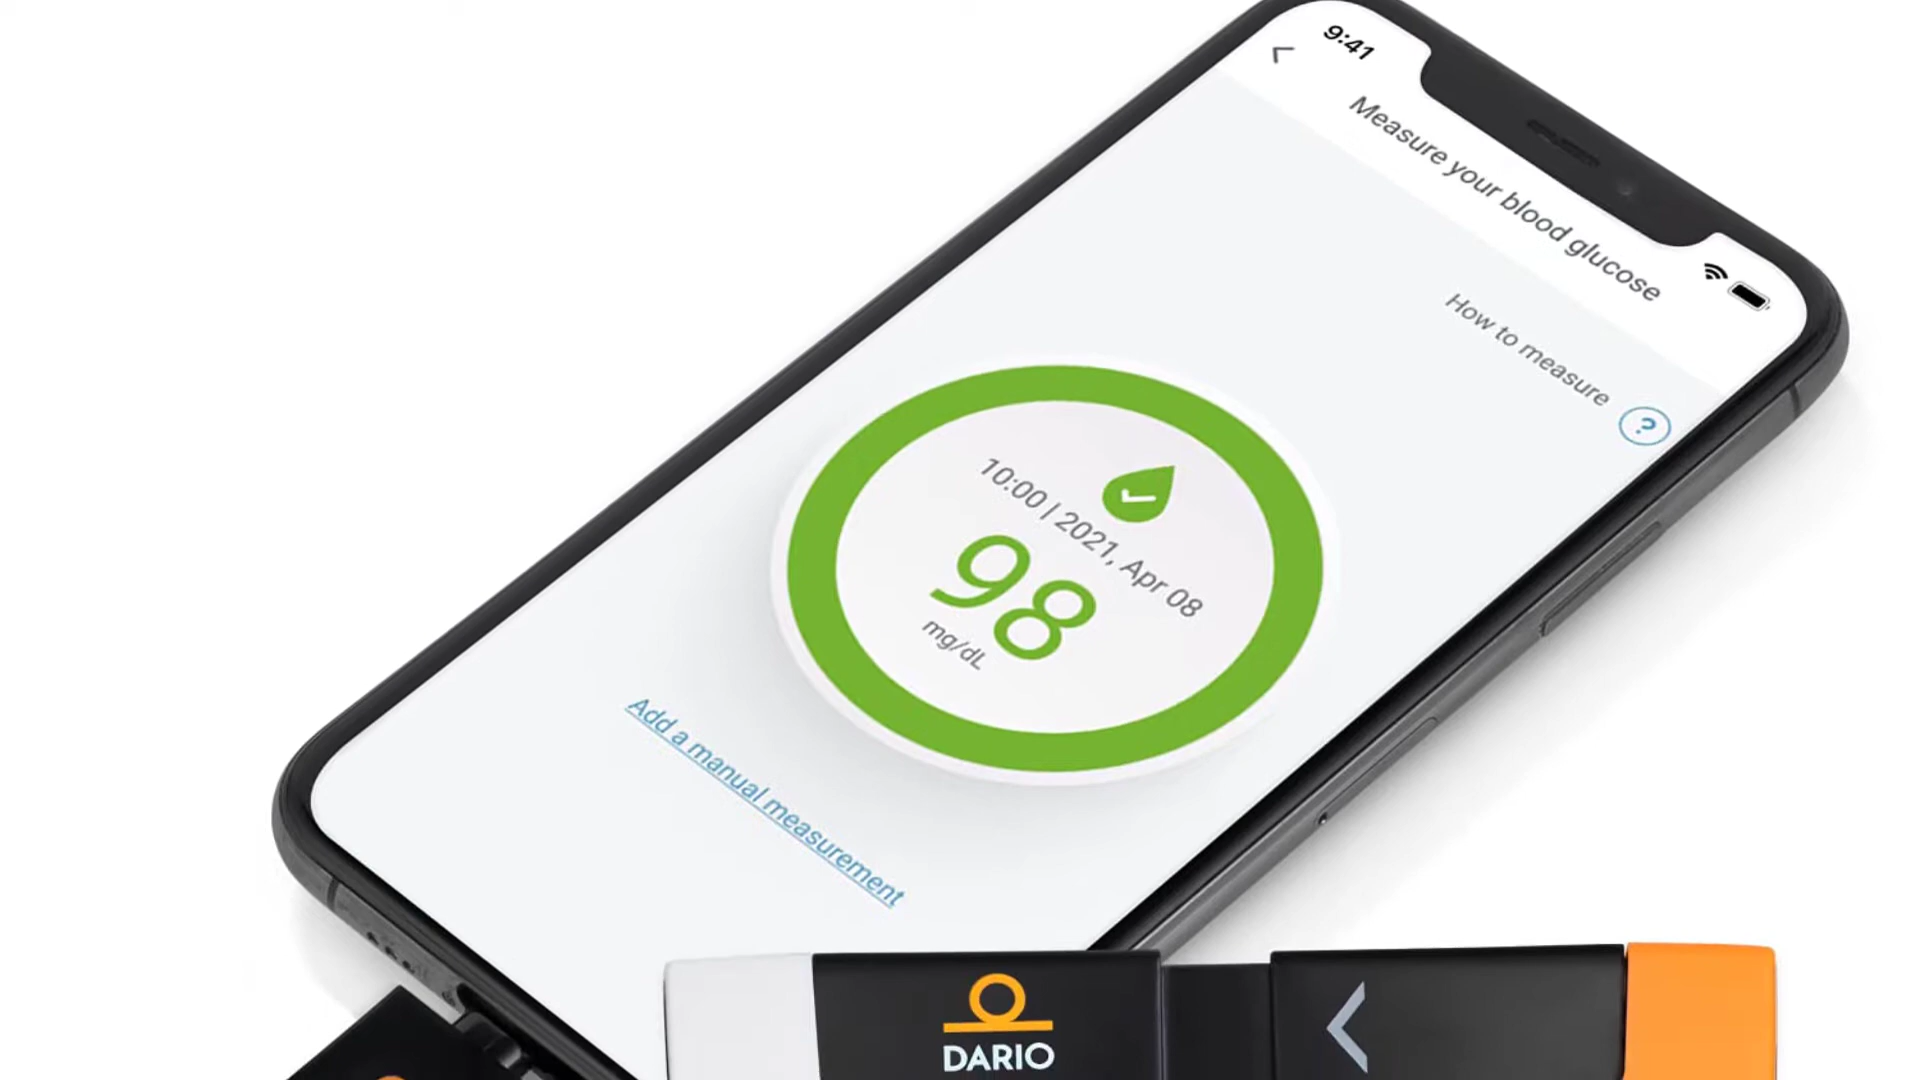 9:41
Measure your blood glucose
How to measure
?
10:00 | 2021, Apr 08
98
mg/dL
Add a manual measurement
DARIO